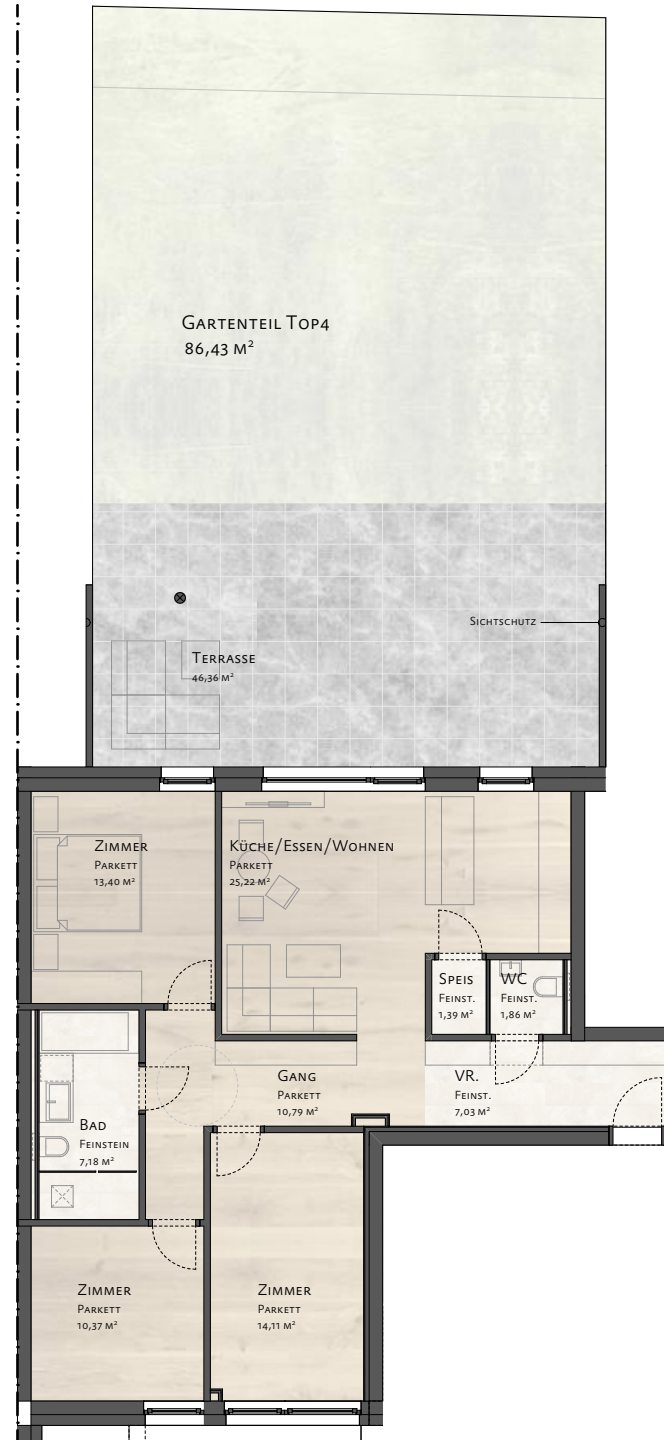 Gartenteil Top4
86,43 m²
Sichtschutz
Terrasse
46,36 m²
Zimmer
Parkett
13,40 m²
Küche/Essen/Wohnen
Parkett
25,22 m²
Speis
Feinst.
1,39 m²
WC
Feinst.
1,86 m²
Gang
Parkett
10,79 m²
VR.
Feinst.
7,03 m²
Bad
Feinstein
7,18 m²
Zimmer
Parkett
10,37 m²
Zimmer
Parkett
14,11 m²